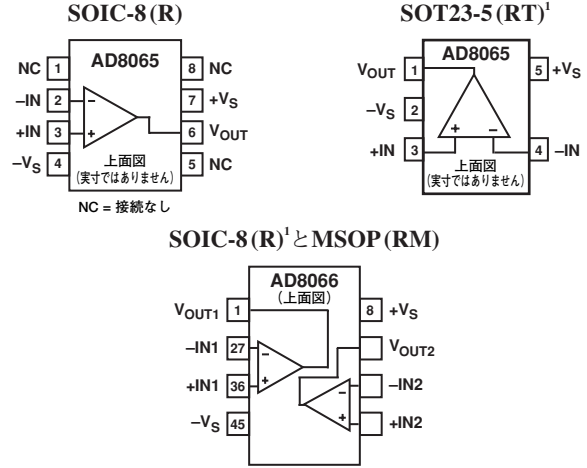 SOIC-8(R)
AD8065
NC 1
8 NC
–IN 2
7 +VS
+IN 3
6 VOUT
–VS 4
5 NC
上面図
(実寸ではありません)
NC = 接続なし
SOT23-5(RT)1
AD8065
VOUT 1
5 +VS
–VS 2
+IN 3
4 –IN
上面図
(実寸ではありません)
SOIC-8(R)1とMSOP(RM)
AD8066
(上面図)
VOUT1 1
8 +VS
–IN1 27
VOUT2
+IN1 36
–IN2
–VS 45
+IN2